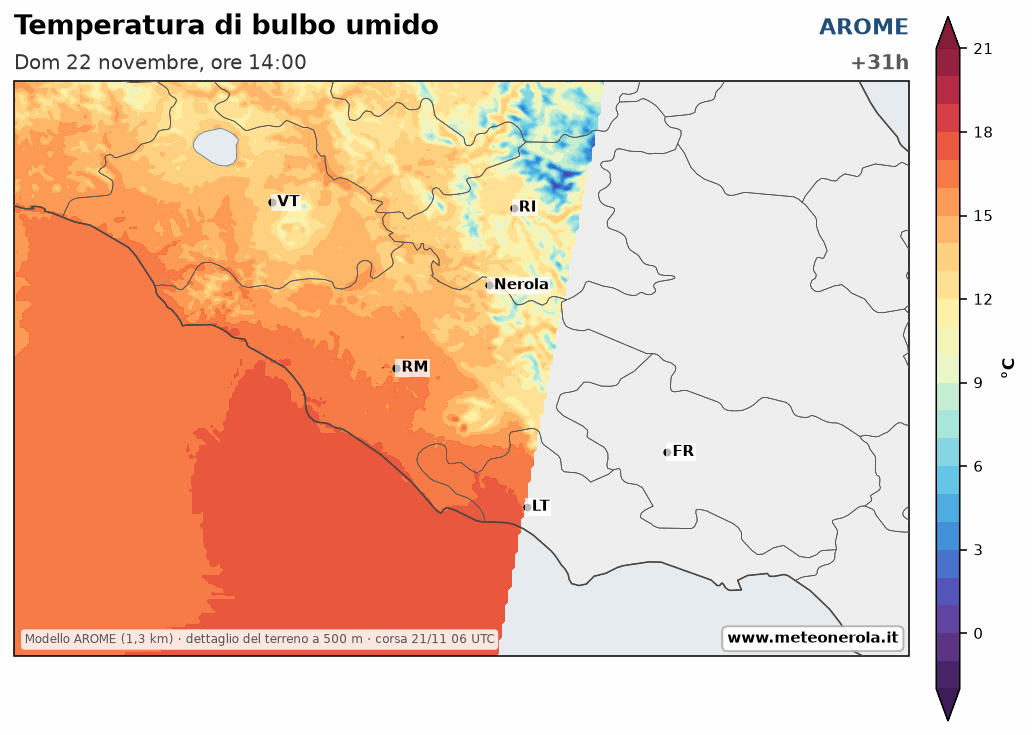 Temperatura di bulbo umido
AROME
Dom 22 novembre, ore 14:00
+31h
21
18
15
12
9
6
3
0
°C
VT
RI
Nerola
RM
FR
LT
Modello AROME (1,3 km) · dettaglio del terreno a 500 m · corsa 21/11 06 UTC
www.meteonerola.it